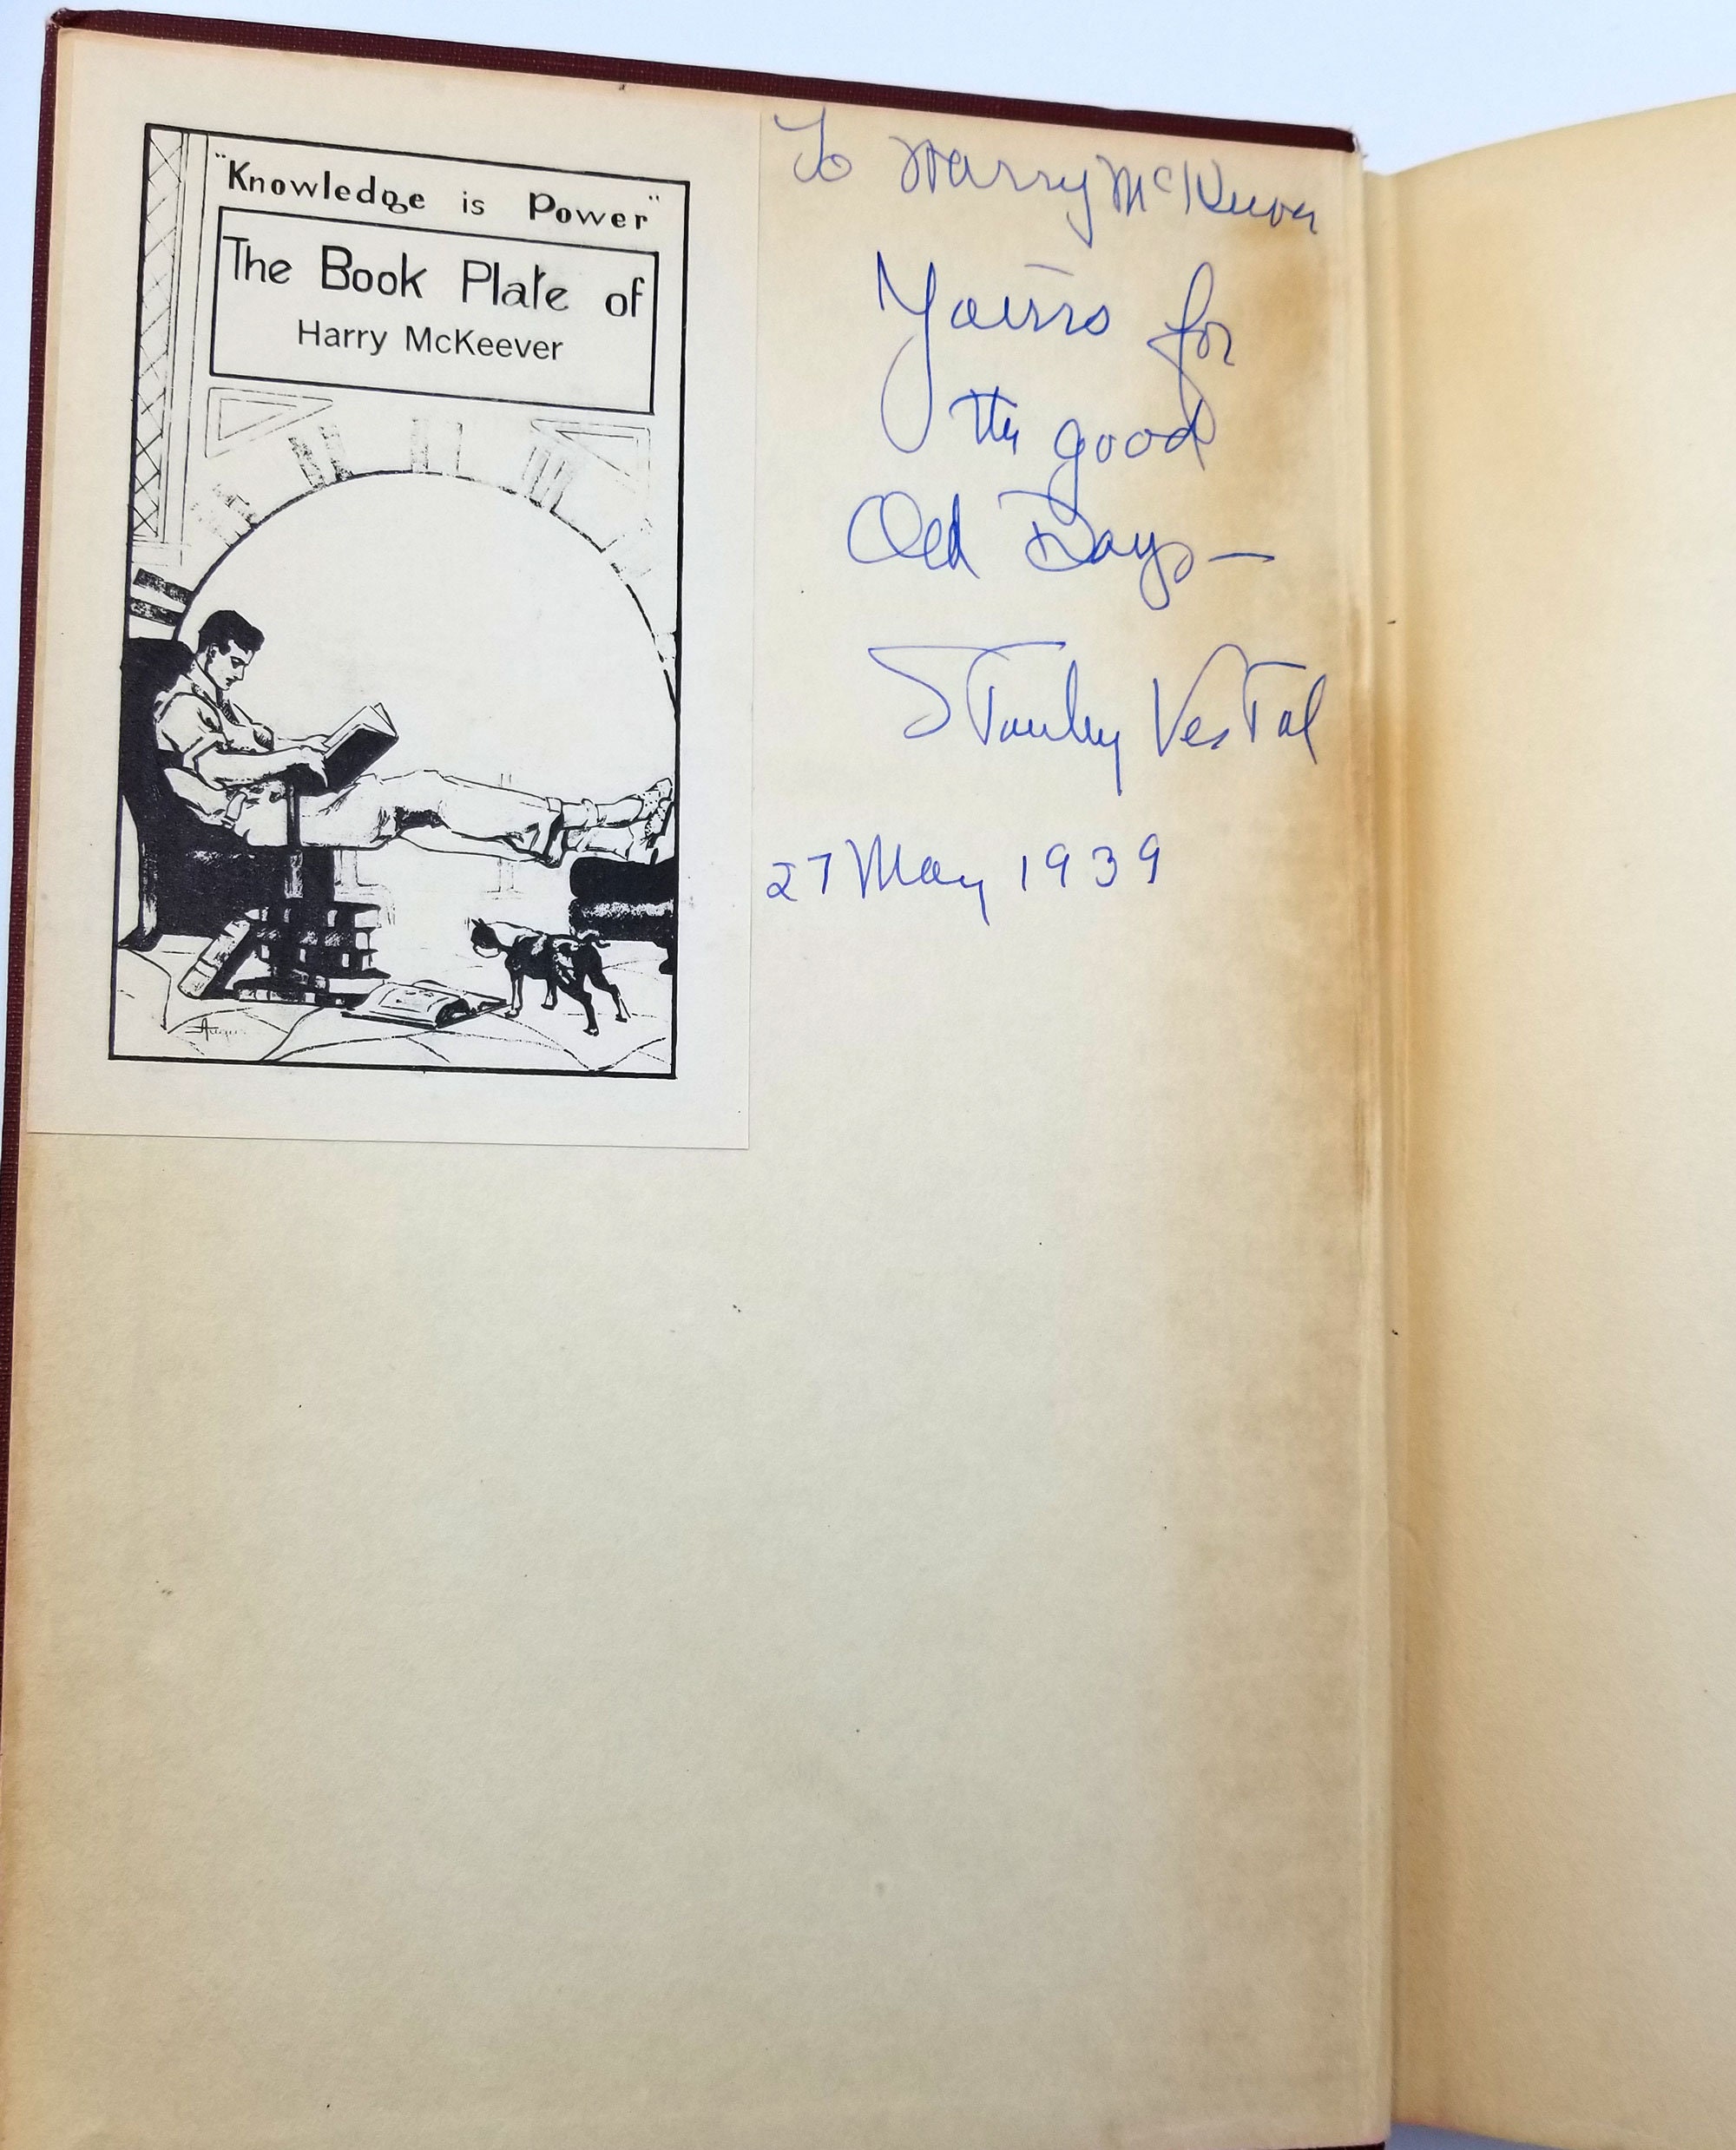 "Knowledge is Power"
The Book Plate of
Harry McKeever
To Harry McKeever
Yours for
the good
Old Days—
Stanley Vestal
27 May 1939